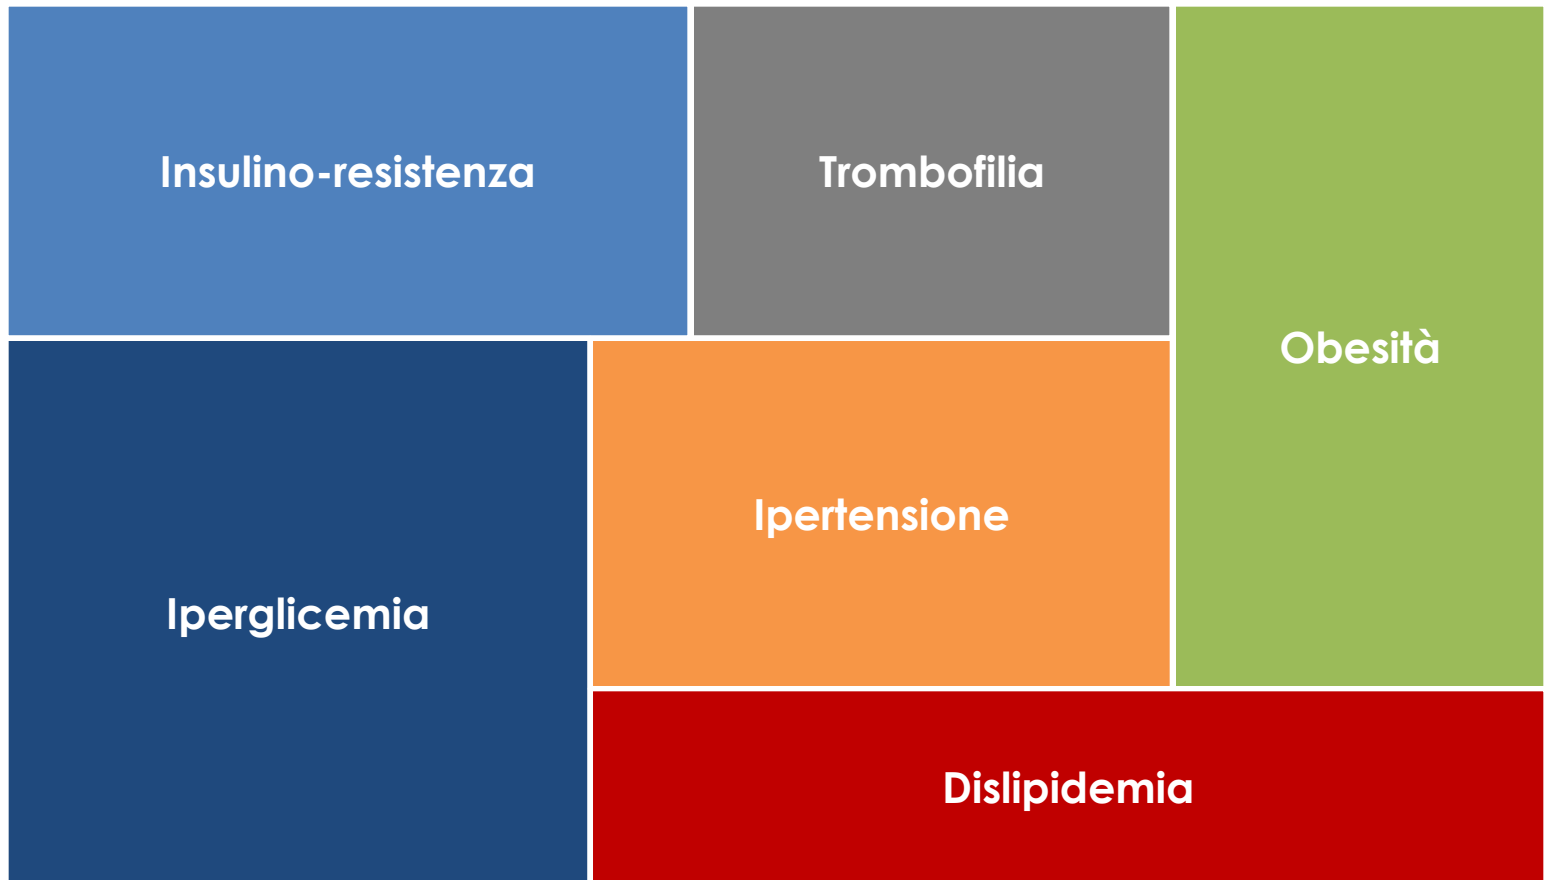 Insulino-resistenza
Trombofilia
Obesità
Ipertensione
Iperglicemia
Dislipidemia